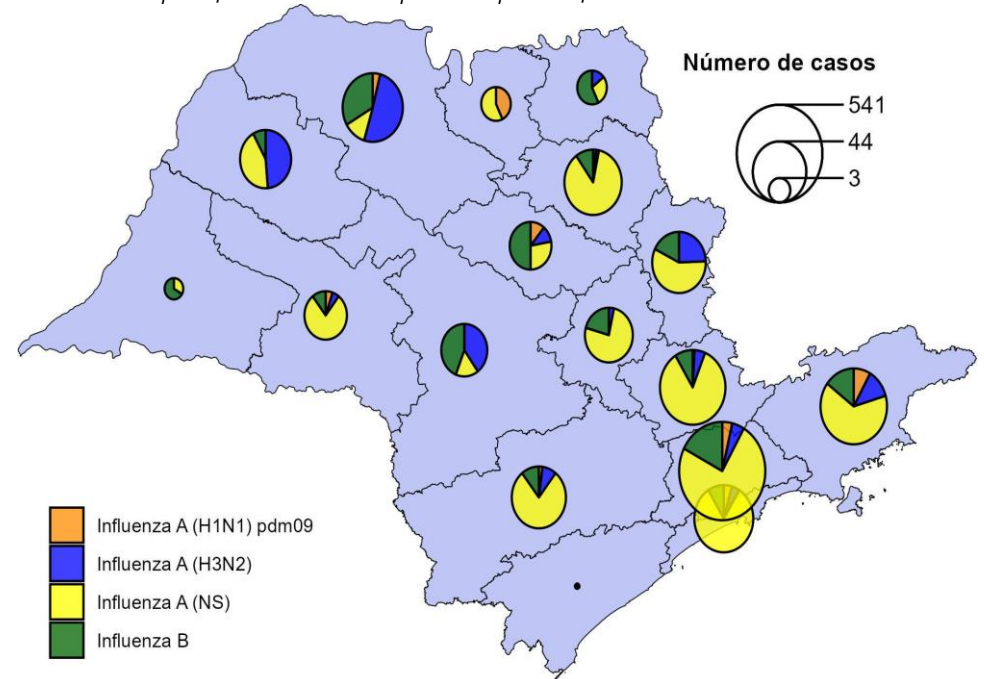 Número de casos
541
44
3
Influenza A (H1N1) pdm09
Influenza A (H3N2)
Influenza A (NS)
Influenza B